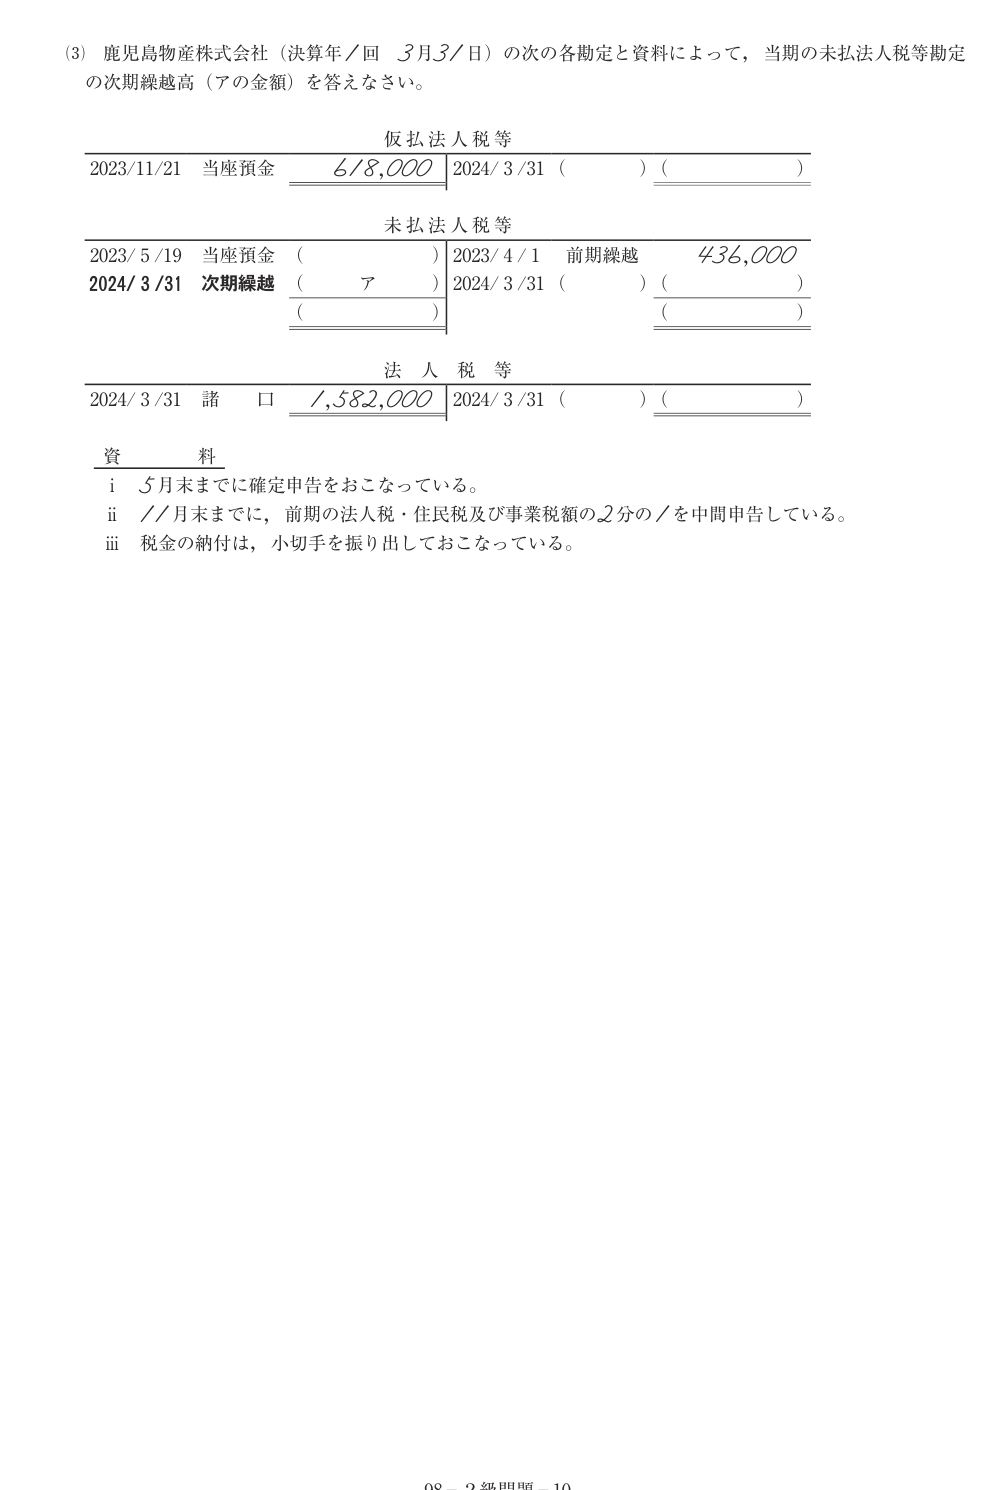 (3) 鹿児島物産株式会社（決算年1回 3月31日）の次の各勘定と資料によって，当期の未払法人税等勘定
の次期繰越高（アの金額）を答えなさい。
仮払法人税等
2023/11/21 当座預金 618,000 2024/3/31 （ ）（ ）
未払法人税等
2023/5/19 当座預金 （ ） 2023/4/1 前期繰越 436,000
2024/3/31 次期繰越 （ ア ） 2024/3/31 （ ）（ ）
（ ） （ ）
法人税等
2024/3/31 諸口 1,582,000 2024/3/31 （ ）（ ）
資料
ⅰ 5月末までに確定申告をおこなっている。
ⅱ 11月末までに，前期の法人税・住民税及び事業税額の2分の1を中間申告している。
ⅲ 税金の納付は，小切手を振り出しておこなっている。
98－2級問題－10